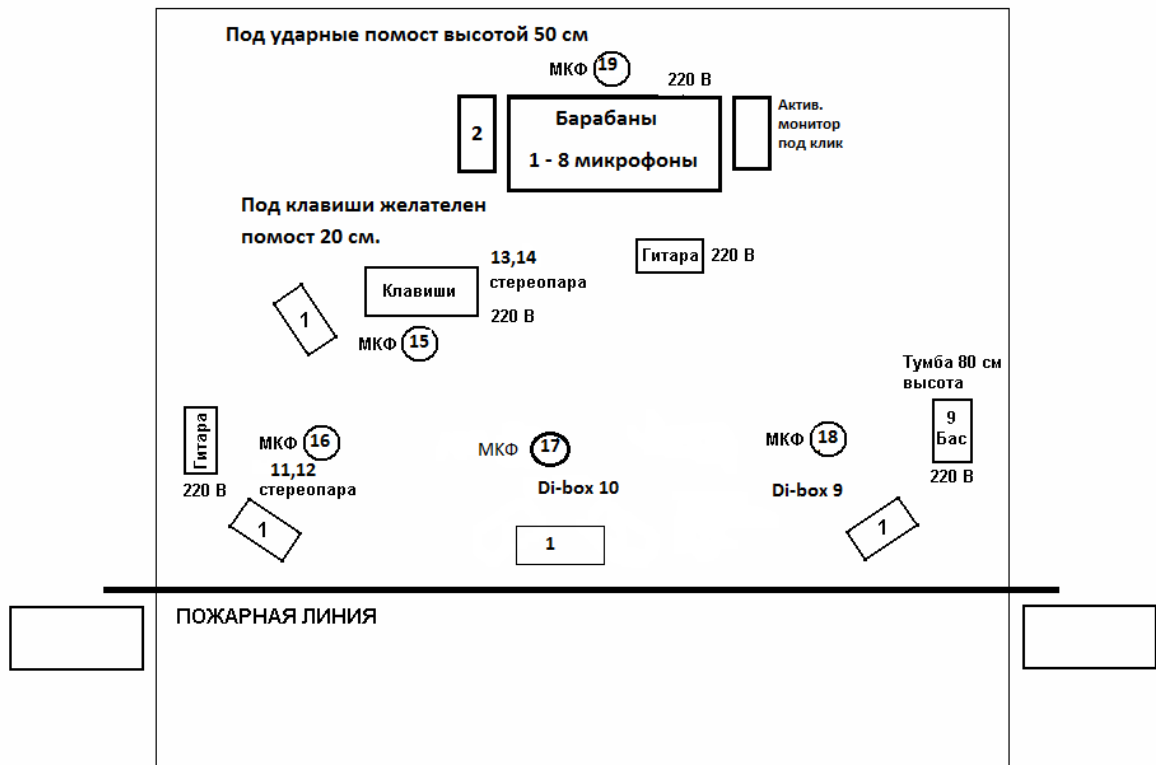 Под ударные помост высотой 50 см
МКФ 19
220 В
2
Барабаны
1 - 8 микрофоны
Актив.
монитор
под клик
Под клавиши желателен
помост 20 см.
Гитара 220 В
13,14
стереопара
Клавиши
220 В
1
МКФ 15
Тумба 80 см
высота
Гитара
220 В
МКФ 16
11,12
стереопара
МКФ 17
Di-box 10
МКФ 18
Di-box 9
9
Бас
220 В
1
1
1
ПОЖАРНАЯ ЛИНИЯ